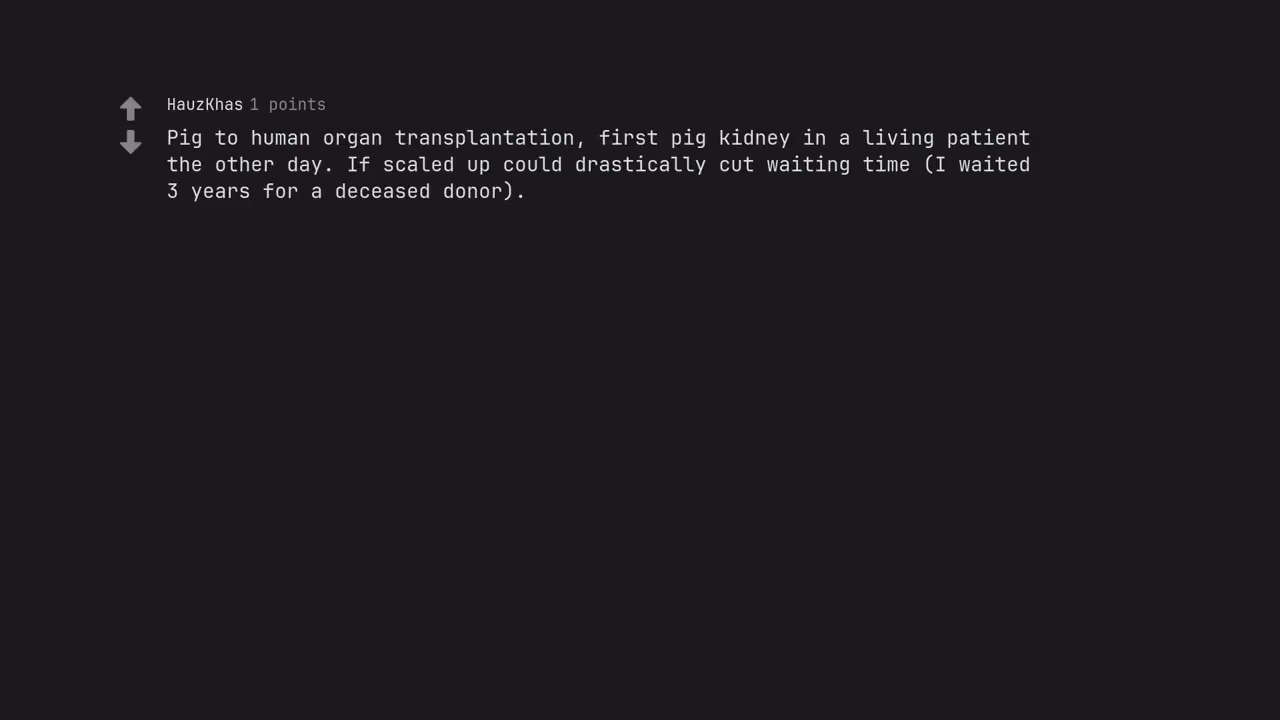 HauzKhas 1 points
Pig to human organ transplantation, first pig kidney in a living patient
the other day. If scaled up could drastically cut waiting time (I waited
3 years for a deceased donor).